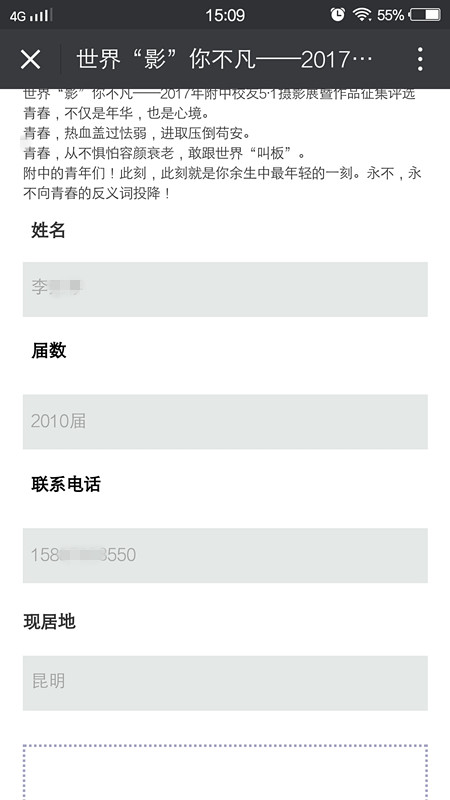 4G 15:09 55%
世界“影”你不凡——2017…
世界“影”你不凡——2017年附中校友5·1摄影展暨作品征集评选
青春，不仅是年华，也是心境。
青春，热血盖过怯弱，进取压倒苟安。
青春，从不惧怕容颜衰老，敢跟世界“叫板”。
附中的青年们！此刻，此刻就是你余生中最年轻的一刻。永不，永
不向青春的反义词投降！
姓名
李
届数
2010届
联系电话
158 3550
现居地
昆明